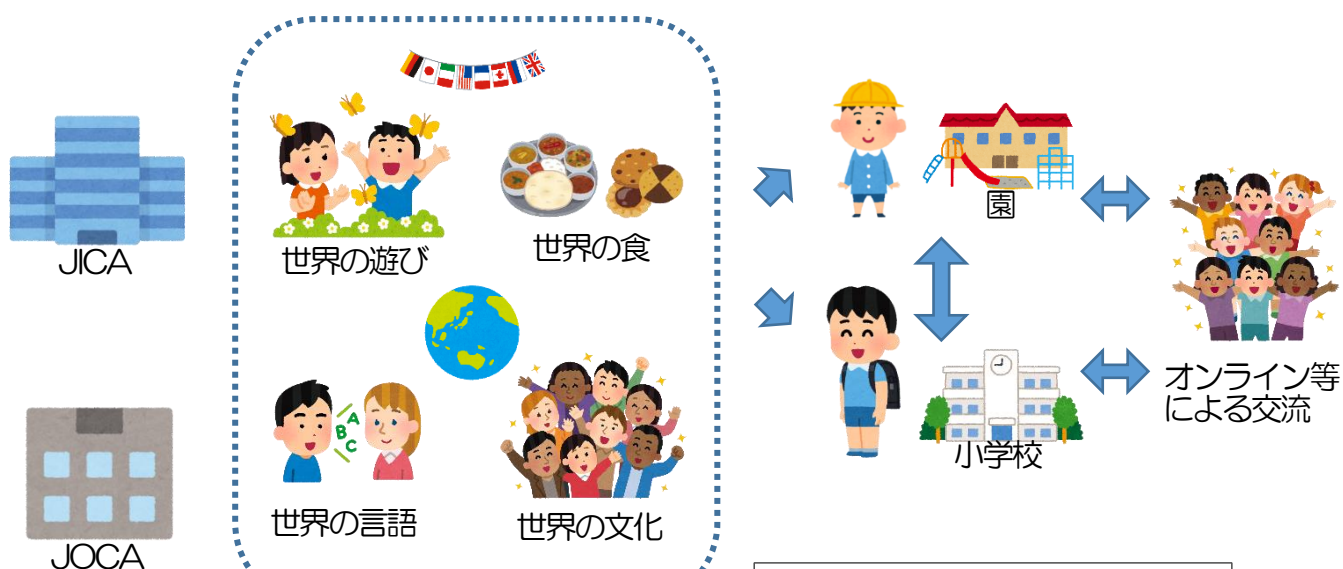 JICA
世界の遊び
世界の食
園
A
B
C
世界の言語
世界の文化
小学校
オンライン等
による交流
JOCA